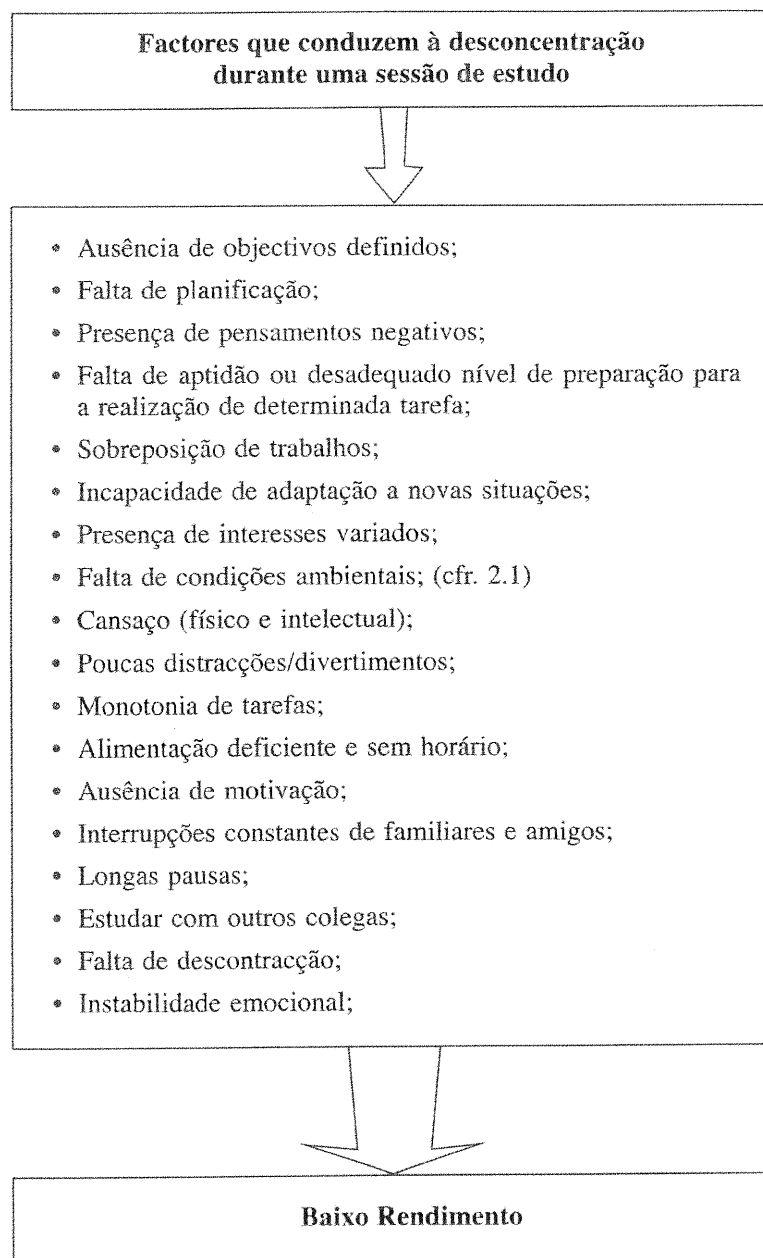 Factores que conduzem à desconcentração
durante uma sessão de estudo
• Ausência de objectivos definidos;
• Falta de planificação;
• Presença de pensamentos negativos;
• Falta de aptidão ou desadequado nível de preparação para
a realização de determinada tarefa;
• Sobreposição de trabalhos;
• Incapacidade de adaptação a novas situações;
• Presença de interesses variados;
• Falta de condições ambientais; (cfr. 2.1)
• Cansaço (físico e intelectual);
• Poucas distracções/divertimentos;
• Monotonia de tarefas;
• Alimentação deficiente e sem horário;
• Ausência de motivação;
• Interrupções constantes de familiares e amigos;
• Longas pausas;
• Estudar com outros colegas;
• Falta de descontracção;
• Instabilidade emocional;
Baixo Rendimento